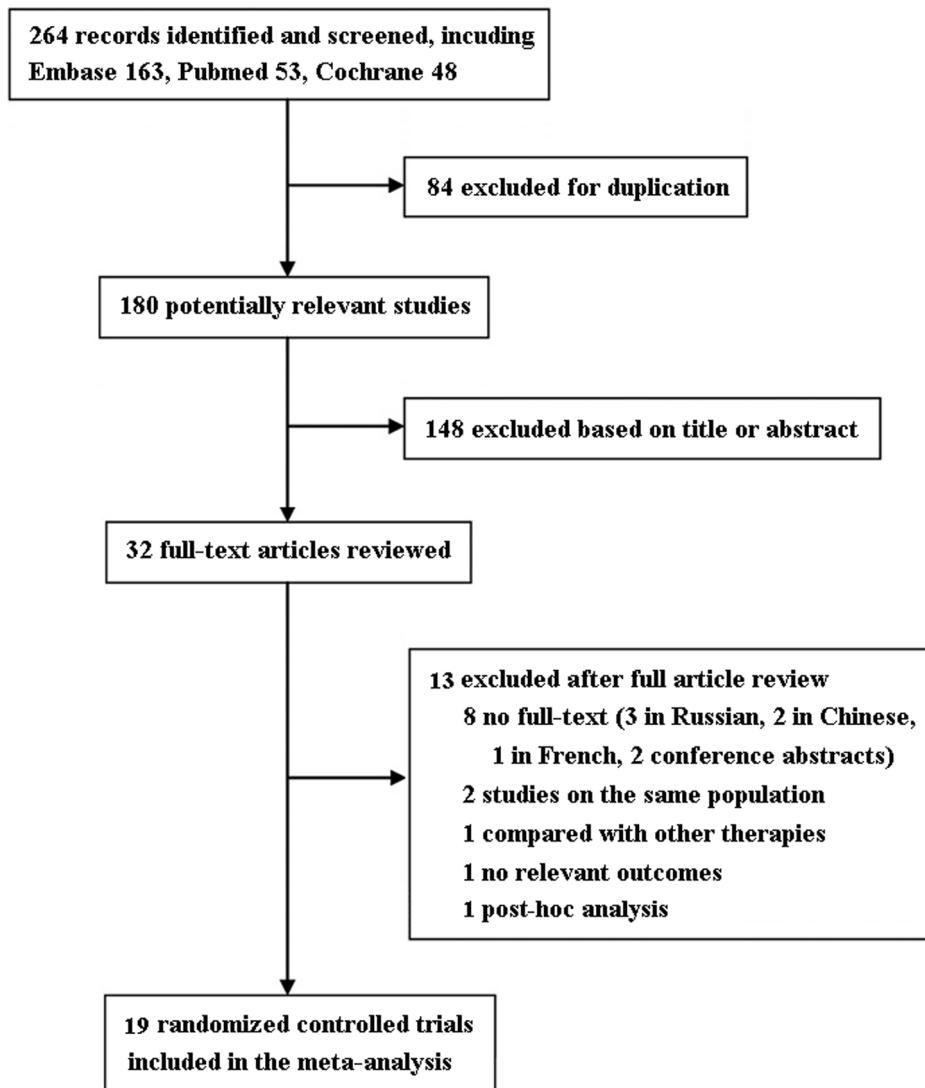 264 records identified and screened, incuding
Embase 163, Pubmed 53, Cochrane 48
84 excluded for duplication
180 potentially relevant studies
148 excluded based on title or abstract
32 full-text articles reviewed
13 excluded after full article review
8 no full-text (3 in Russian, 2 in Chinese,
1 in French, 2 conference abstracts)
2 studies on the same population
1 compared with other therapies
1 no relevant outcomes
1 post-hoc analysis
19 randomized controlled trials
included in the meta-analysis